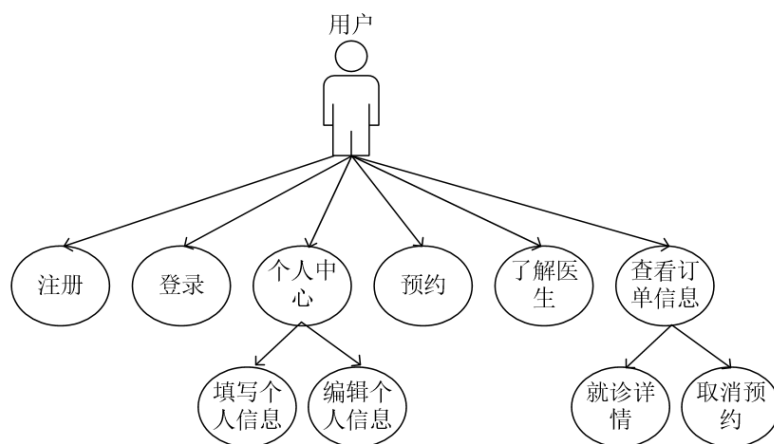 用户
注册
登录
个人中
心
预约
了解医
生
查看订
单信息
填写个
人信息
编辑个
人信息
就诊详
情
取消预
约